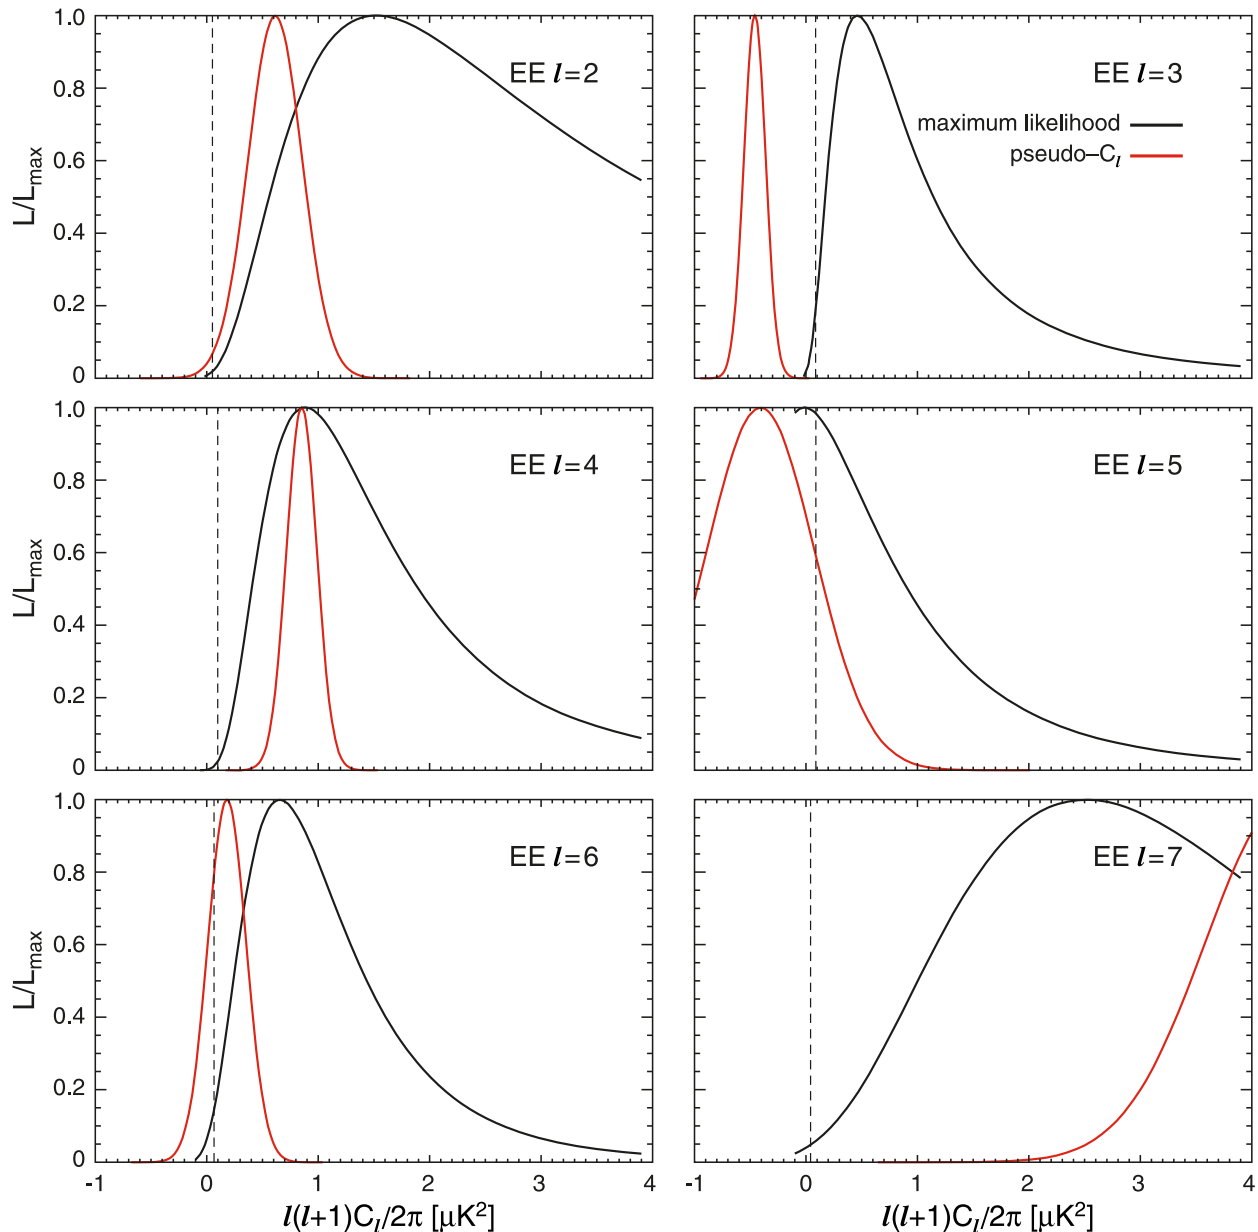 1.0
0.8
0.6
0.4
0.2
0
L/Lmax
EE l=2
EE l=3
maximum likelihood
pseudo–Cl
1.0
0.8
0.6
0.4
0.2
0
L/Lmax
EE l=4
EE l=5
1.0
0.8
0.6
0.4
0.2
0
L/Lmax
EE l=6
EE l=7
-1 0 1 2 3 4
-1 0 1 2 3 4
l(l+1)Cl/2π [μK²]
l(l+1)Cl/2π [μK²]